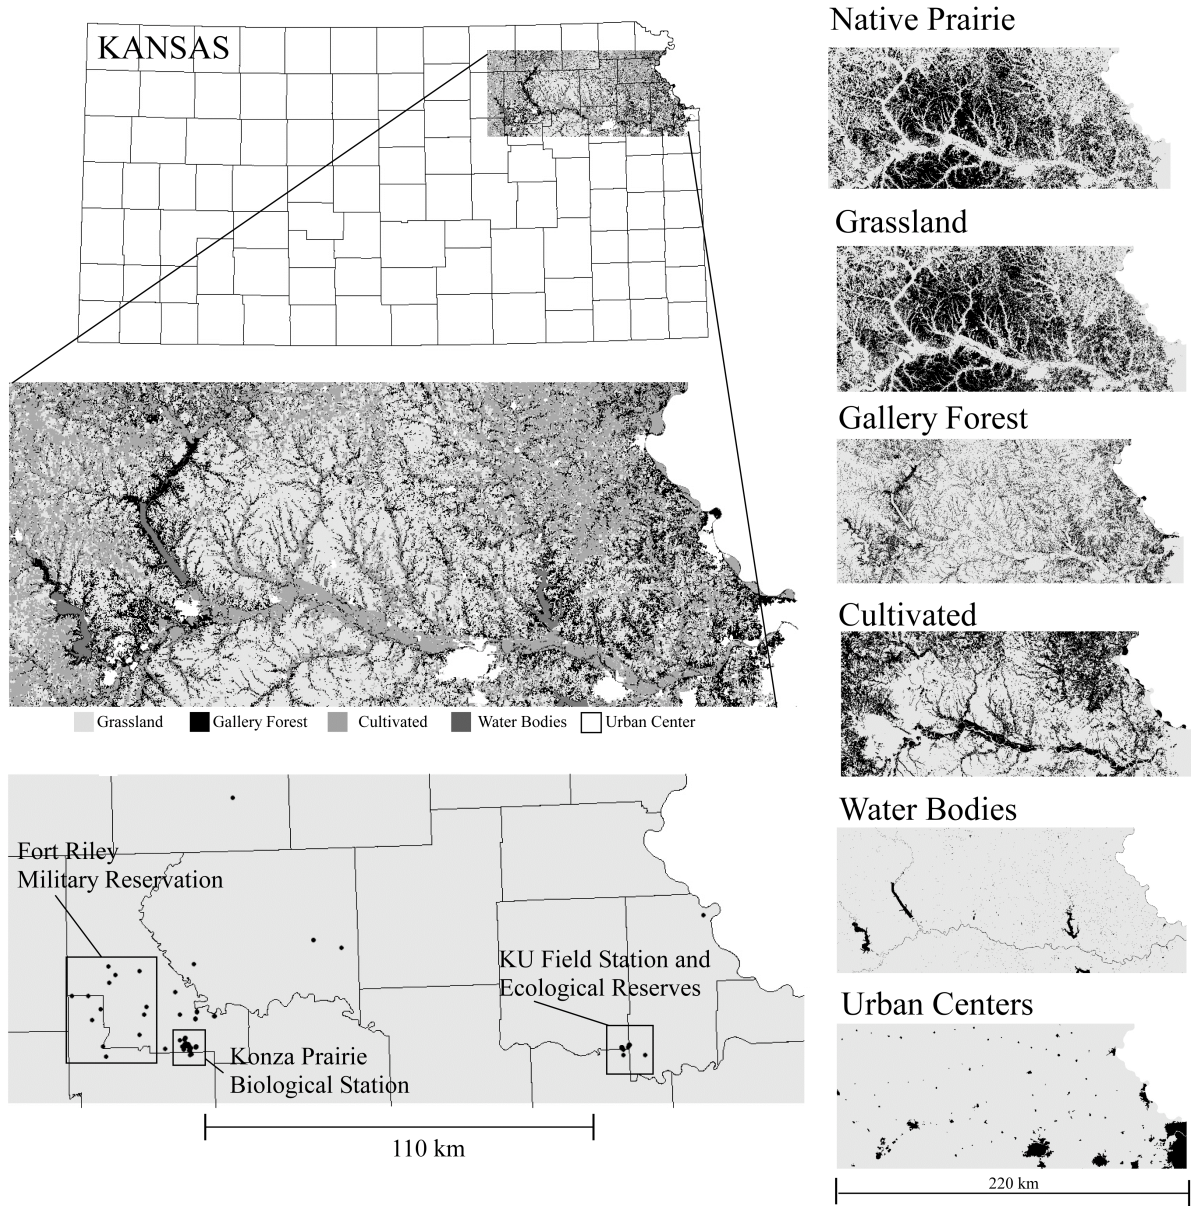 KANSAS
Grassland
Gallery Forest
Cultivated
Water Bodies
Urban Center
Fort Riley
Military Reservation
KU Field Station and
Ecological Reserves
Konza Prairie
Biological Station
110 km
Native Prairie
Grassland
Gallery Forest
Cultivated
Water Bodies
Urban Centers
220 km